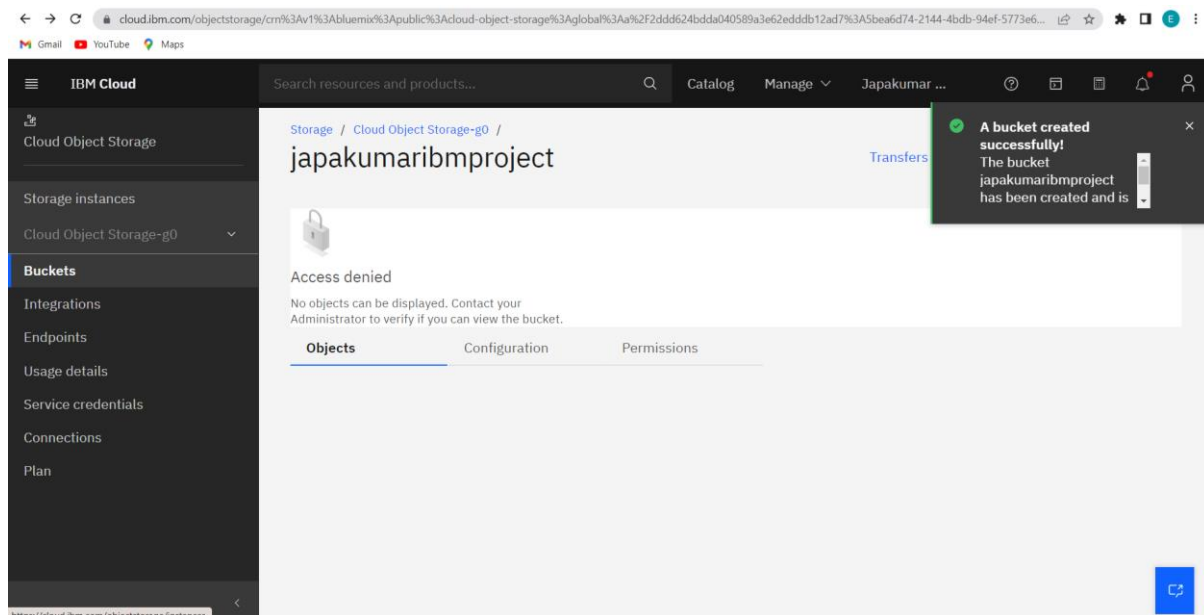 cloud.ibm.com/objectstorage/crn%3Av1%3Abluemix%3Apublic%3Acloud-object-storage%3Aglobal%3Aa%2F2ddd624bdda040589a3e62edddb12ad7%3A5bea6d74-2144-4bdb-94ef-5773e6...
E
Gmail YouTube Maps
IBM Cloud
Search resources and products...
Catalog
Manage
Japakumar ...
Cloud Object Storage
Storage instances
Cloud Object Storage-g0
Buckets
Integrations
Endpoints
Usage details
Service credentials
Connections
Plan
Storage / Cloud Object Storage-g0 /
japakumaribmproject
Transfers
A bucket created
successfully!
The bucket
japakumaribmproject
has been created and is
Access denied
No objects can be displayed. Contact your
Administrator to verify if you can view the bucket.
Objects Configuration Permissions